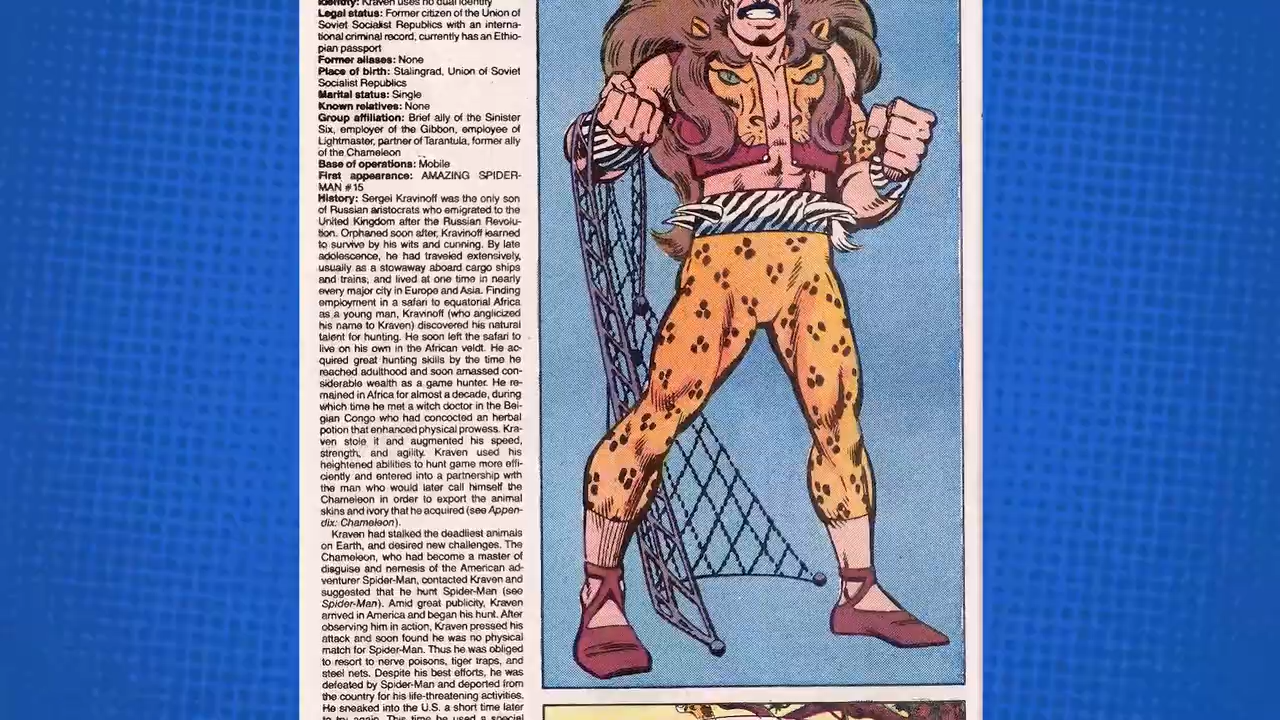 Identity: Kraven uses no dual identity
Legal status: Former citizen of the Union of
Soviet Socialist Republics with an interna-
tional criminal record, currently has an Ethio-
pian passport
Former aliases: None
Place of birth: Stalingrad, Union of Soviet
Socialist Republics
Marital status: Single
Known relatives: None
Group affiliation: Brief ally of the Sinister
Six, employer of the Gibbon, employee of
Lightmaster, partner of Tarantula, former ally
of the Chameleon
Base of operations: Mobile
First appearance: AMAZING SPIDER-
MAN #15
History: Sergei Kravinoff was the only son
of Russian aristocrats who emigrated to the
United Kingdom after the Russian Revolu-
tion. Orphaned soon after, Kravinoff learned
to survive by his wits and cunning. By late
adolescence, he had traveled extensively,
usually as a stowaway aboard cargo ships
and trains, and lived at one time in nearly
every major city in Europe and Asia. Finding
employment in a safari to equatorial Africa
as a young man, Kravinoff (who anglicized
his name to Kraven) discovered his natural
talent for hunting. He soon left the safari to
live on his own in the African veldt. He ac-
quired great hunting skills by the time he
reached adulthood and soon amassed con-
siderable wealth as a game hunter. He re-
mained in Africa for almost a decade, during
which time he met a witch doctor in the Bel-
gian Congo who had concocted an herbal
potion that enhanced physical prowess. Kra-
ven stole it and augmented his speed,
strength, and agility. Kraven used his
heightened abilities to hunt game more effi-
ciently and entered into a partnership with
the man who would later call himself the
Chameleon in order to export the animal
skins and ivory that he acquired (see Appen-
dix: Chameleon).
Kraven had stalked the deadliest animals
on Earth, and desired new challenges. The
Chameleon, who had become a master of
disguise and nemesis of the American ad-
venturer Spider-Man, contacted Kraven and
suggested that he hunt Spider-Man (see
Spider-Man). Amid great publicity, Kraven
arrived in America and began his hunt. After
observing him in action, Kraven pressed his
attack and soon found he was no physical
match for Spider-Man. Thus he was obliged
to resort to nerve poisons, tiger traps, and
steel nets. Despite his best efforts, he was
defeated by Spider-Man and deported from
the country for his life-threatening activities.
He sneaked into the U.S. a short time later
to try again. This time he used a special